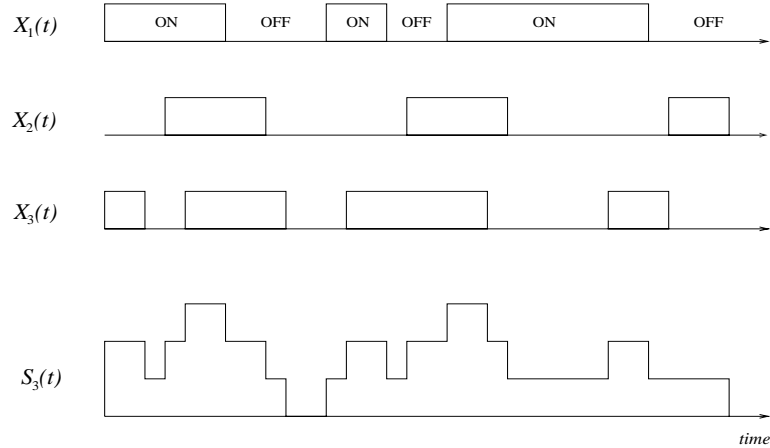 X₁(t) ON OFF ON OFF ON OFF
X₂(t)
X₃(t)
S₃(t)
time